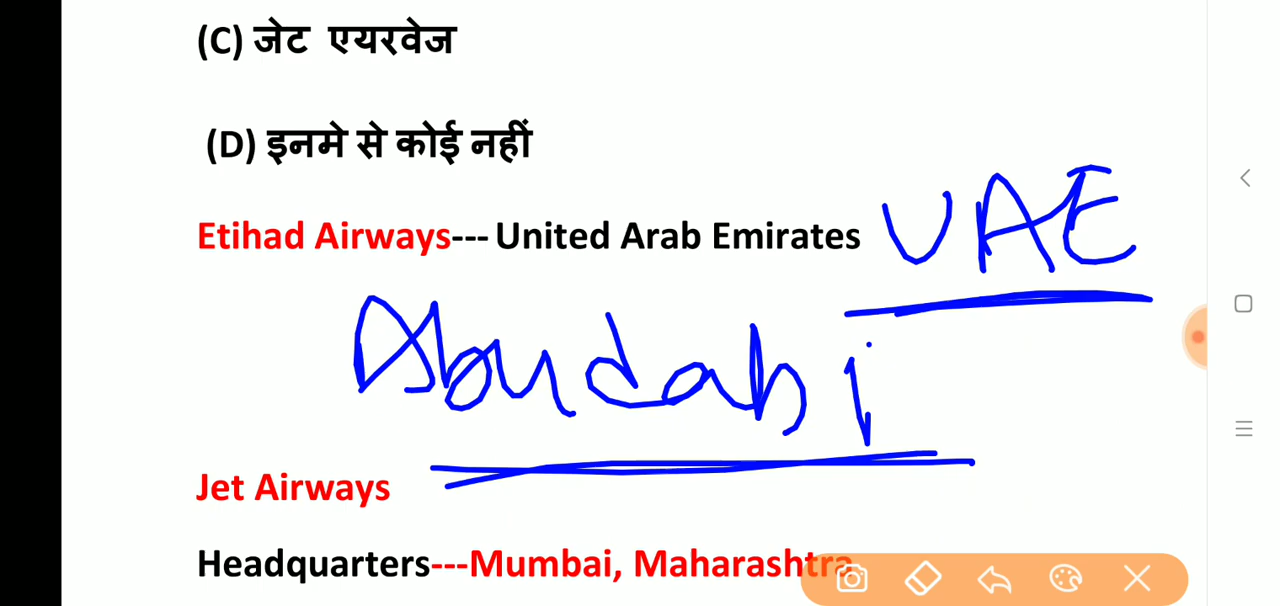 (C) जेट एयरवेज
(D) इनमे से कोई नहीं
Etihad Airways--- United Arab Emirates UAE
Abudabi
Jet Airways
Headquarters---Mumbai, Maharashtra